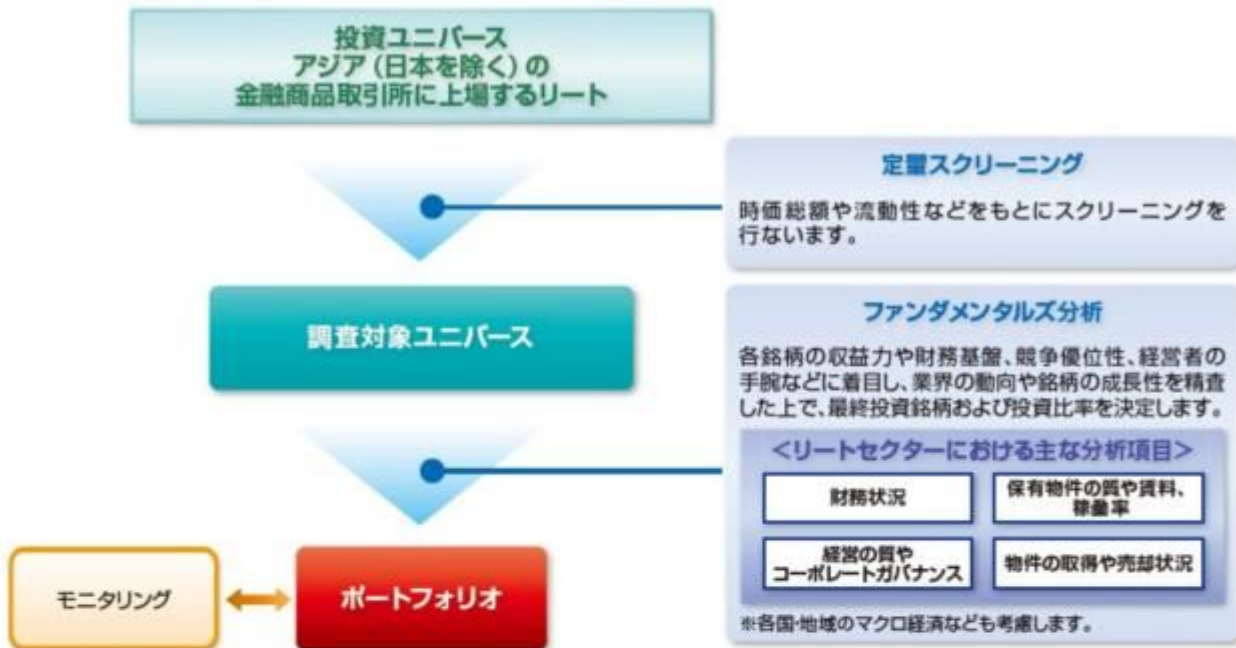 投資ユニバース
アジア（日本を除く）の
金融商品取引所に上場するリート
定量スクリーニング
時価総額や流動性などをもとにスクリーニングを
行ないます。
調査対象ユニバース
ファンダメンタルズ分析
各銘柄の収益力や財務基盤、競争優位性、経営者の
手腕などに着目し、業界の動向や銘柄の成長性を精査
した上で、最終投資銘柄および投資比率を決定します。
＜リートセクターにおける主な分析項目＞
財務状況
保有物件の質や賃料、
稼働率
経営の質や
コーポレートガバナンス
物件の取得や売却状況
※各国・地域のマクロ経済なども考慮します。
モニタリング
ポートフォリオ